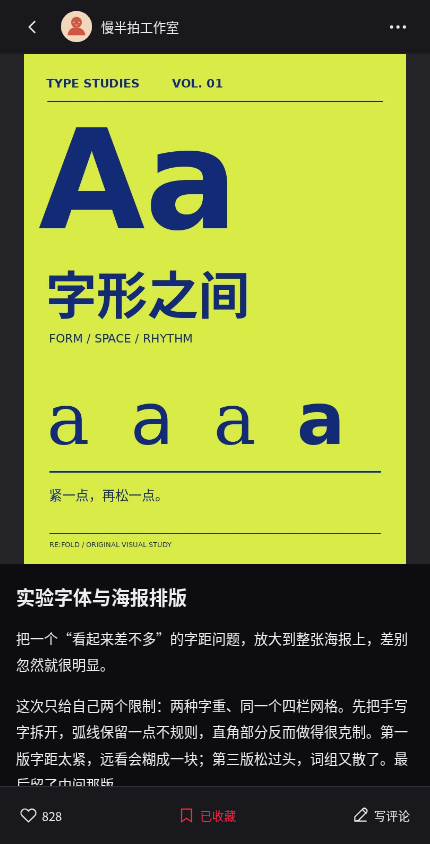 慢半拍工作室
TYPE STUDIES VOL. 01
Aa
字形之间
FORM / SPACE / RHYTHM
a a a a
紧一点，再松一点。
RE:FOLD / ORIGINAL VISUAL STUDY
实验字体与海报排版
把一个“看起来差不多”的字距问题，放大到整张海报上，差别
忽然就很明显。
这次只给自己两个限制：两种字重、同一个四栏网格。先把手写
字拆开，弧线保留一点不规则，直角部分反而做得很克制。第一
版字距太紧，远看会糊成一块；第三版松过头，词组又散了。最
后留了中间那版
828
已收藏
写评论